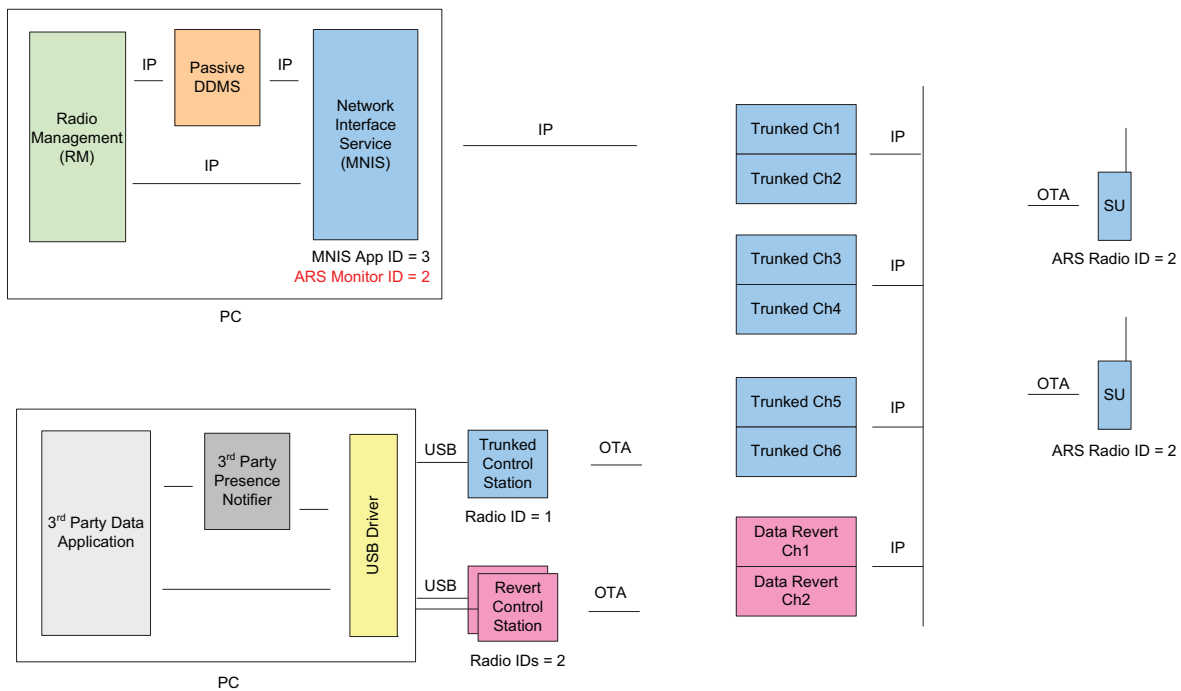 Radio
Management
(RM)
IP
Passive
DDMS
IP
Network
Interface
Service
(MNIS)
IP
MNIS App ID = 3
ARS Monitor ID = 2
PC
IP
Trunked Ch1
Trunked Ch2
IP
Trunked Ch3
Trunked Ch4
IP
Trunked Ch5
Trunked Ch6
IP
Data Revert
Ch1
Data Revert
Ch2
IP
OTA
SU
ARS Radio ID = 2
OTA
SU
ARS Radio ID = 2
3rd Party Data
Application
3rd Party
Presence
Notifier
USB Driver
USB
Trunked
Control
Station
Radio ID = 1
OTA
USB
Revert
Control
Station
Radio IDs = 2
OTA
PC